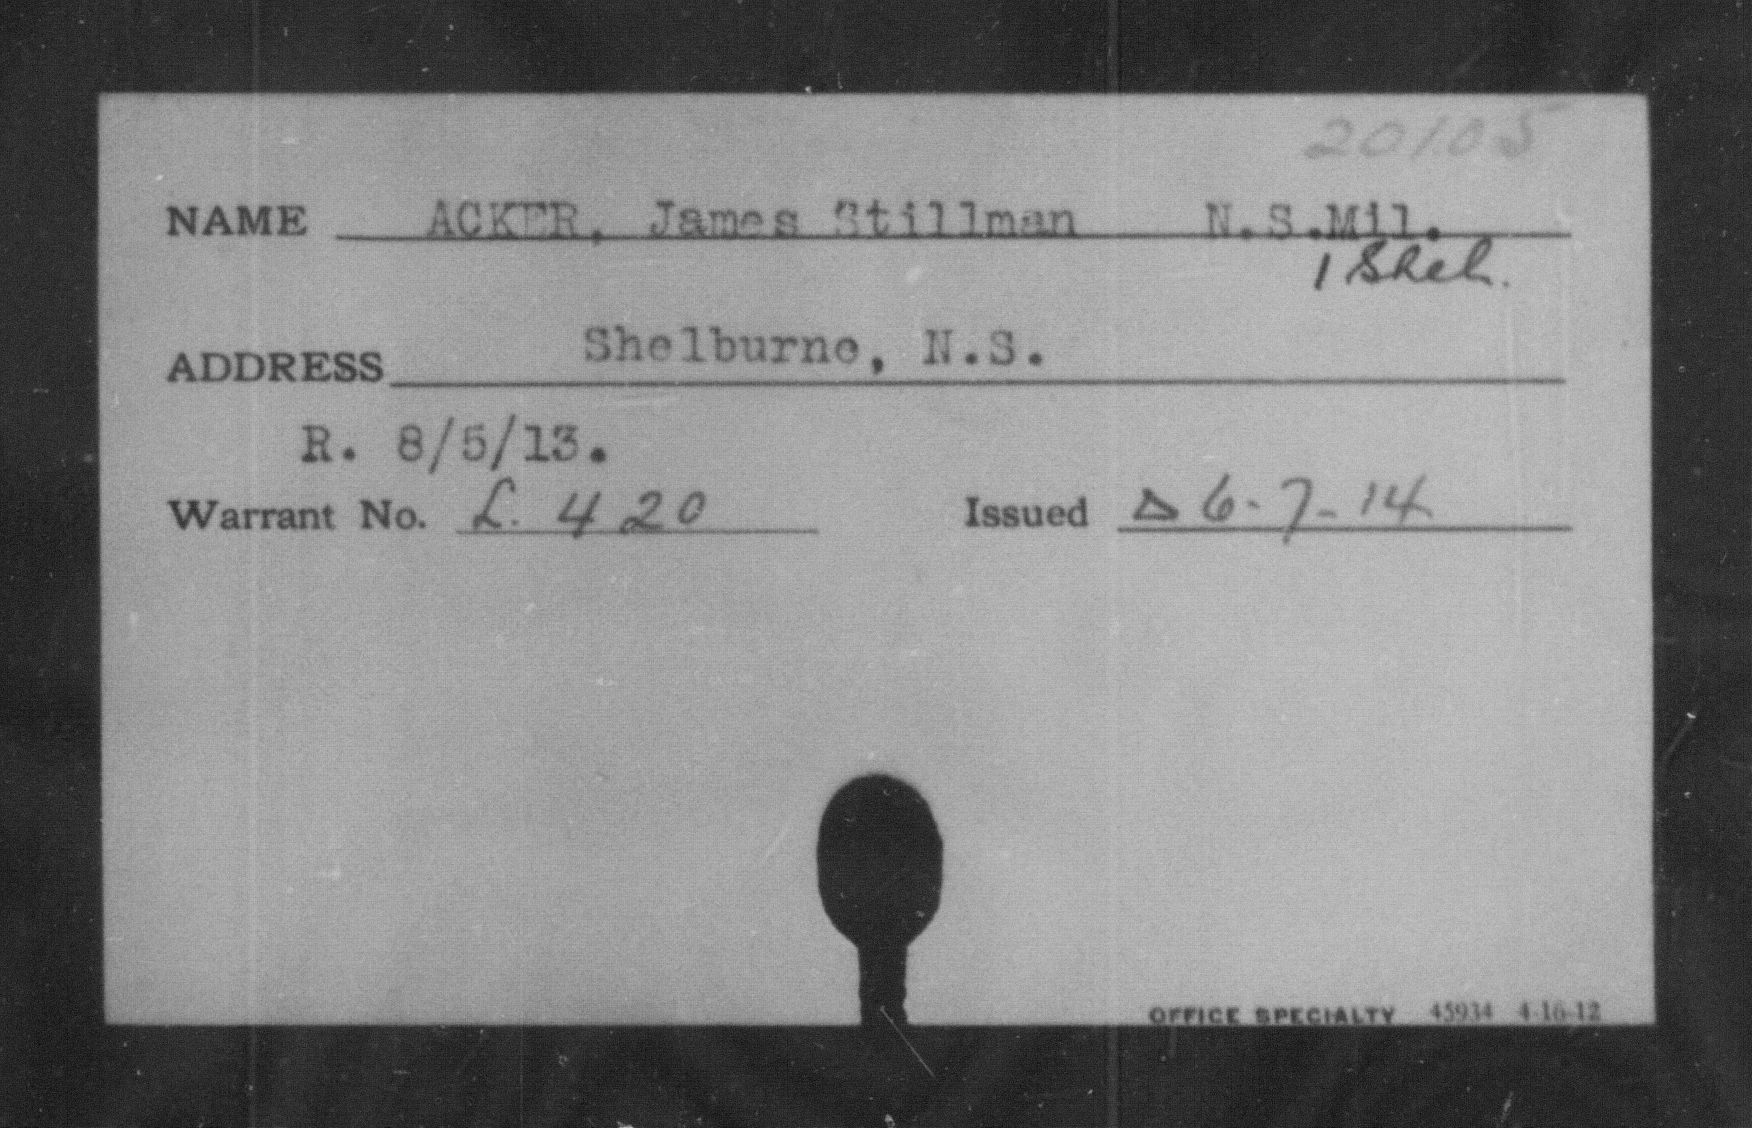 20105
NAME ACKER, James Stillman N.S.Mil.
1 Shel.
ADDRESS Shelburne, N.S.
R. 8/5/13.
Warrant No. L. 420 Issued Δ 6-7-14
OFFICE SPECIALTY 45934 4-16-12